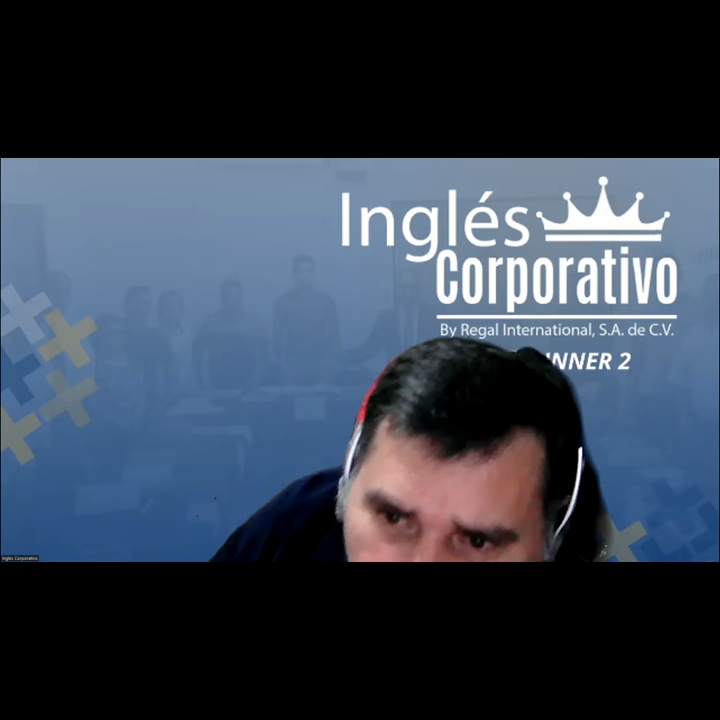 Inglés
Corporativo
By Regal International, S.A. de C.V.
INNER 2
Inglés Corporativo